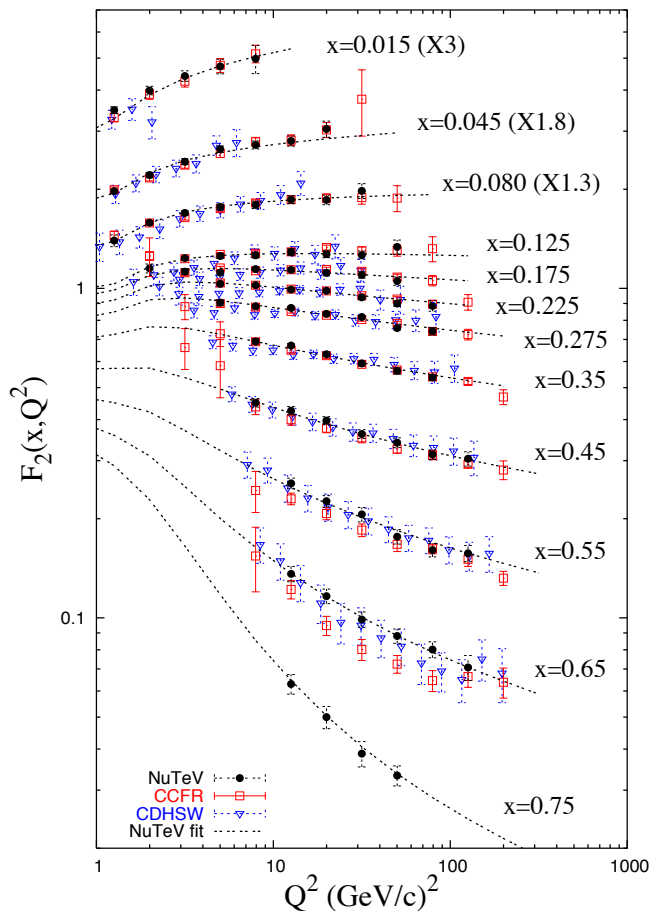 x=0.015 (X3)
x=0.045 (X1.8)
x=0.080 (X1.3)
x=0.125
x=0.175
x=0.225
x=0.275
x=0.35
x=0.45
x=0.55
x=0.65
x=0.75
F₂(x,Q²)
1
0.1
NuTeV
CCFR
CDHSW
NuTeV fit
1
10
100
1000
Q² (GeV/c)²